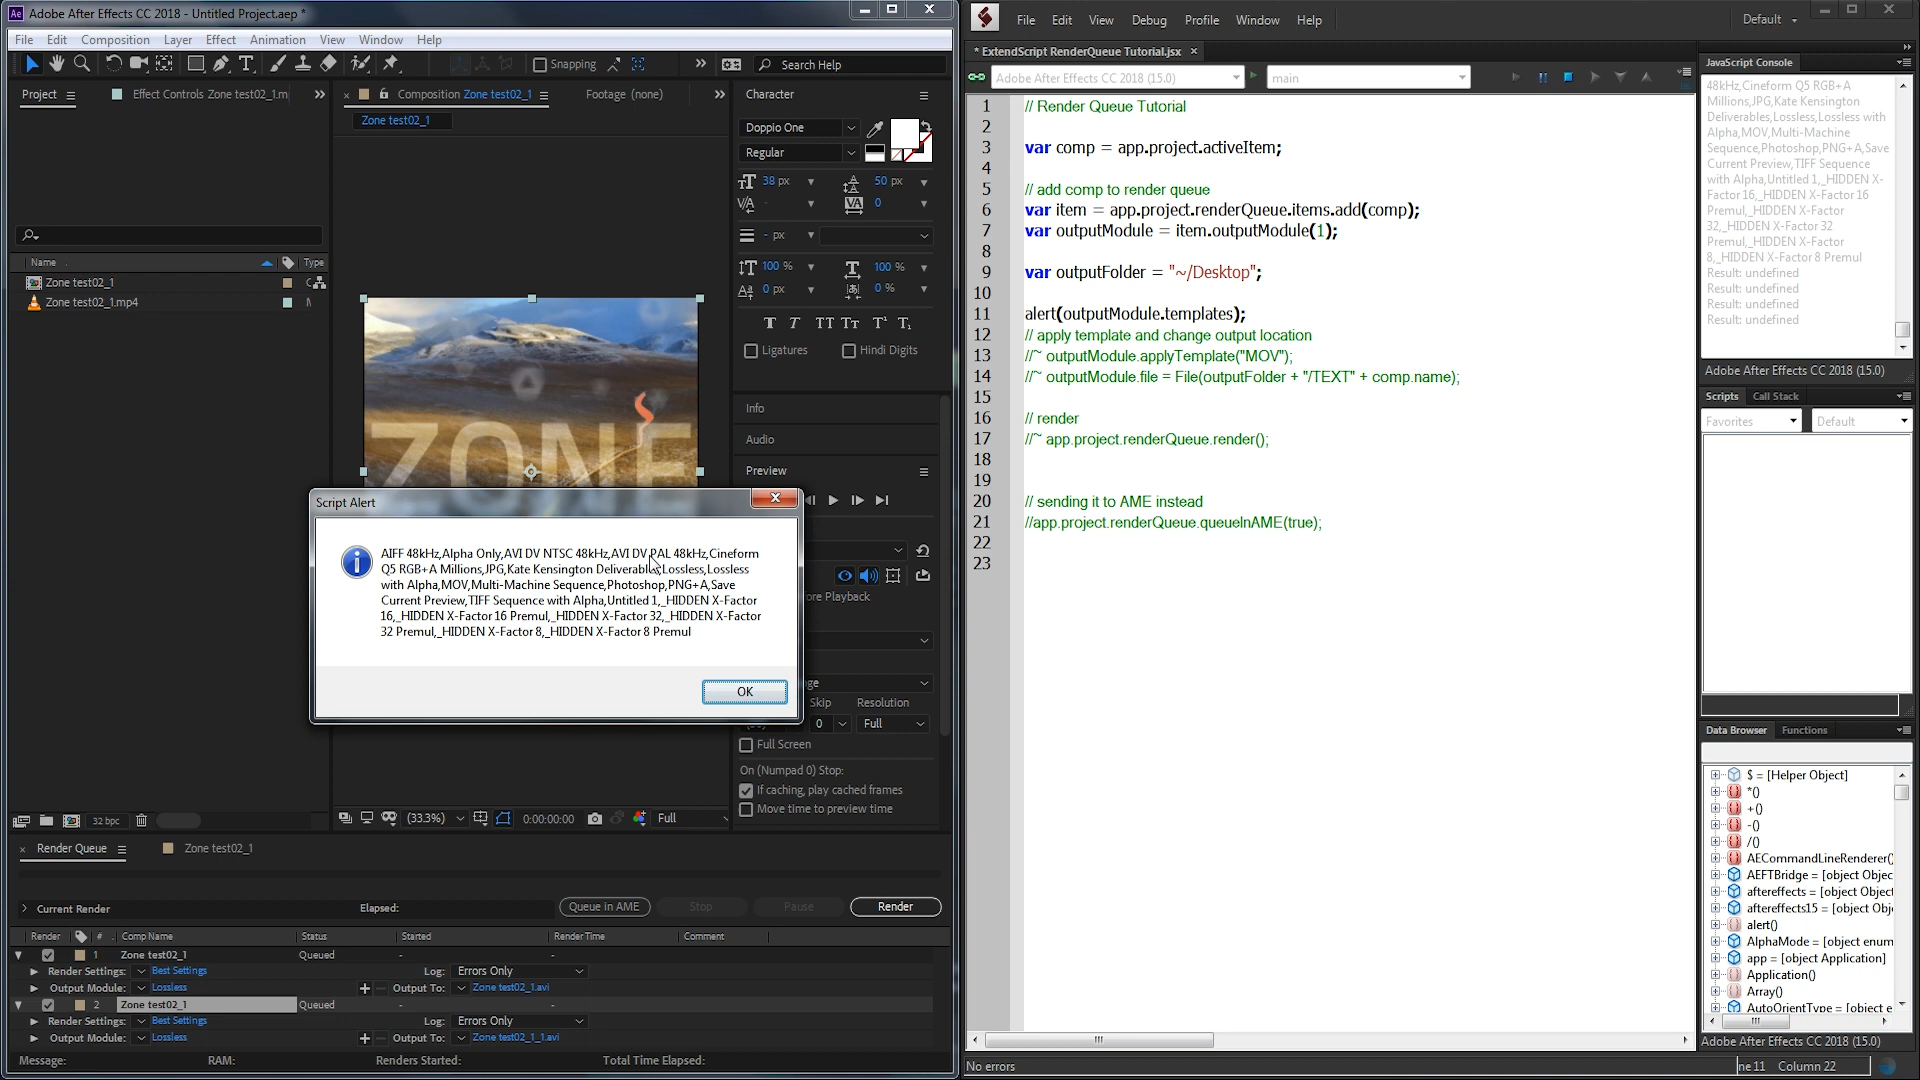 Adobe After Effects CC 2018 - Untitled Project.aep *
File Edit Composition Layer Effect Animation View Window Help
Snapping
Search Help
Project
Effect Controls Zone test02_1.m
Composition Zone test02_1
Footage (none)
Zone test02_1
Name
Type
Zone test02_1
Zone test02_1.mp4
ZONE
Character
Doppio One
Regular
38 px
50 px
0
- px
100 %
100 %
0 px
0 %
Ligatures
Hindi Digits
Info
Audio
Preview
Script Alert
AIFF 48kHz,Alpha Only,AVI DV NTSC 48kHz,AVI DV PAL 48kHz,Cineform
Q5 RGB+A Millions,JPG,Kate Kensington Deliverables,Lossless,Lossless
with Alpha,MOV,Multi-Machine Sequence,Photoshop,PNG+A,Save
Current Preview,TIFF Sequence with Alpha,Untitled 1,_HIDDEN X-Factor
16,_HIDDEN X-Factor 16 Premul,_HIDDEN X-Factor 32,_HIDDEN X-Factor
32 Premul,_HIDDEN X-Factor 8,_HIDDEN X-Factor 8 Premul
OK
ore Playback
ge
Skip
Resolution
0
Full
Full Screen
On (Numpad 0) Stop:
If caching, play cached frames
Move time to preview time
32 bpc
(33.3%)
0:00:00:00
Full
Render Queue
Zone test02_1
Current Render
Elapsed:
Queue in AME
Stop
Pause
Render
Render # Comp Name Status Started Render Time Comment
1 Zone test02_1 Queued - -
Render Settings: Best Settings Log: Errors Only
Output Module: Lossless Output To: Zone test02_1.avi
2 Zone test02_1 Queued - -
Render Settings: Best Settings Log: Errors Only
Output Module: Lossless Output To: Zone test02_1_1.avi
Message: RAM: Renders Started: Total Time Elapsed:
File Edit View Debug Profile Window Help
Default
* ExtendScript RenderQueue Tutorial.jsx
Adobe After Effects CC 2018 (15.0)
main
1 // Render Queue Tutorial
2
3 var comp = app.project.activeItem;
4
5 // add comp to render queue
6 var item = app.project.renderQueue.items.add(comp);
7 var outputModule = item.outputModule(1);
8
9 var outputFolder = "~/Desktop";
10
11 alert(outputModule.templates);
12 // apply template and change output location
13 //~ outputModule.applyTemplate("MOV");
14 //~ outputModule.file = File(outputFolder + "/TEXT" + comp.name);
15
16 // render
17 //~ app.project.renderQueue.render();
18
19
20 // sending it to AME instead
21 //app.project.renderQueue.queueInAME(true);
22
23
No errors
ne 11 Column 22
JavaScript Console
48kHz,Cineform Q5 RGB+A
Millions,JPG,Kate Kensington
Deliverables,Lossless,Lossless with
Alpha,MOV,Multi-Machine
Sequence,Photoshop,PNG+A,Save
Current Preview,TIFF Sequence
with Alpha,Untitled 1,_HIDDEN X-
Factor 16,_HIDDEN X-Factor 16
Premul,_HIDDEN X-Factor
32,_HIDDEN X-Factor 32
Premul,_HIDDEN X-Factor
8,_HIDDEN X-Factor 8 Premul
Result: undefined
Result: undefined
Result: undefined
Result: undefined
Adobe After Effects CC 2018 (15.0)
Scripts Call Stack
Favorites
Default
Data Browser Functions
$ = [Helper Object]
*()
+()
-()
/()
AECommandLineRenderer()
AEFTBridge = [object Objec
aftereffects = [object Object
aftereffects15 = [object Obj
alert()
AlphaMode = [object enum
app = [object Application]
Application()
Array()
AutoOrientType = [object e
Adobe After Effects CC 2018 (15.0)